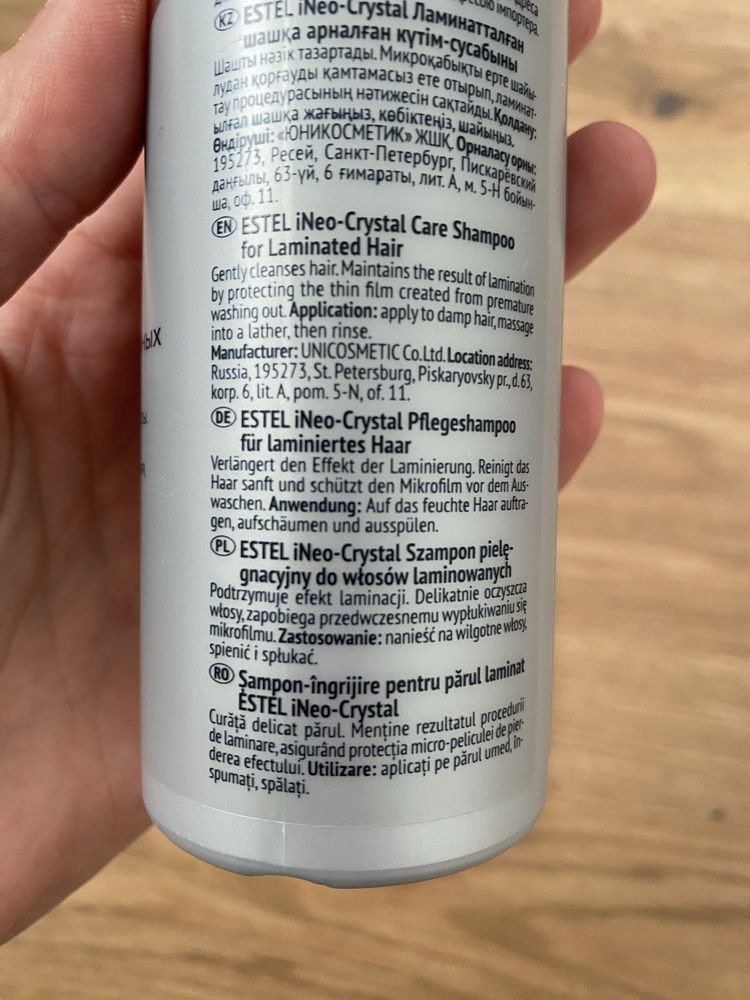 KZ ESTEL iNeo-Crystal Ламинатталған
шашқа арналған күтім-сусабыны
Шашты нәзік тазартады. Микроқабықты ерте шайы-
лудан қорғауды қамтамасыз ете отырып, ламинат-
тау процедурасының нәтижесін сақтайды. Қолдану:
ылғал шашқа жағыңыз, көбіктеңіз, шайыңыз.
Өндіруші: «ЮНИКОСМЕТИК» ЖШҚ. Орналасу орны:
195273, Ресей, Санкт-Петербург, Пискарёвский
даңғылы, 63-үй, 6 ғимараты, лит. А, м. 5-Н бойын-
ша, оф. 11.
EN ESTEL iNeo-Crystal Care Shampoo
for Laminated Hair
Gently cleanses hair. Maintains the result of lamination
by protecting the thin film created from premature
washing out. Application: apply to damp hair, massage
into a lather, then rinse.
Manufacturer: UNICOSMETIC Co.Ltd. Location address:
Russia, 195273, St. Petersburg, Piskaryovsky pr., d. 63,
korp. 6, lit. A, pom. 5-N, of. 11.
DE ESTEL iNeo-Crystal Pflegeshampoo
für laminiertes Haar
Verlängert den Effekt der Laminierung. Reinigt das
Haar sanft und schützt den Mikrofilm vor dem Aus-
waschen. Anwendung: Auf das feuchte Haar auftra-
gen, aufschäumen und ausspülen.
PL ESTEL iNeo-Crystal Szampon pielę-
gnacyjny do włosów laminowanych
Podtrzymuje efekt laminacji. Delikatnie oczyszcza
włosy, zapobiega przedwczesnemu wypłukiwaniu się
mikrofilmu. Zastosowanie: nanieść na wilgotne włosy,
spienić i spłukać.
RO Șampon-îngrijire pentru părul laminat
ESTEL iNeo-Crystal
Curăță delicat părul. Menține rezultatul procedurii
de laminare, asigurând protecția micro-peliculei de pier-
derea efectului. Utilizare: aplicați pe părul umed, în-
spumați, spălați.